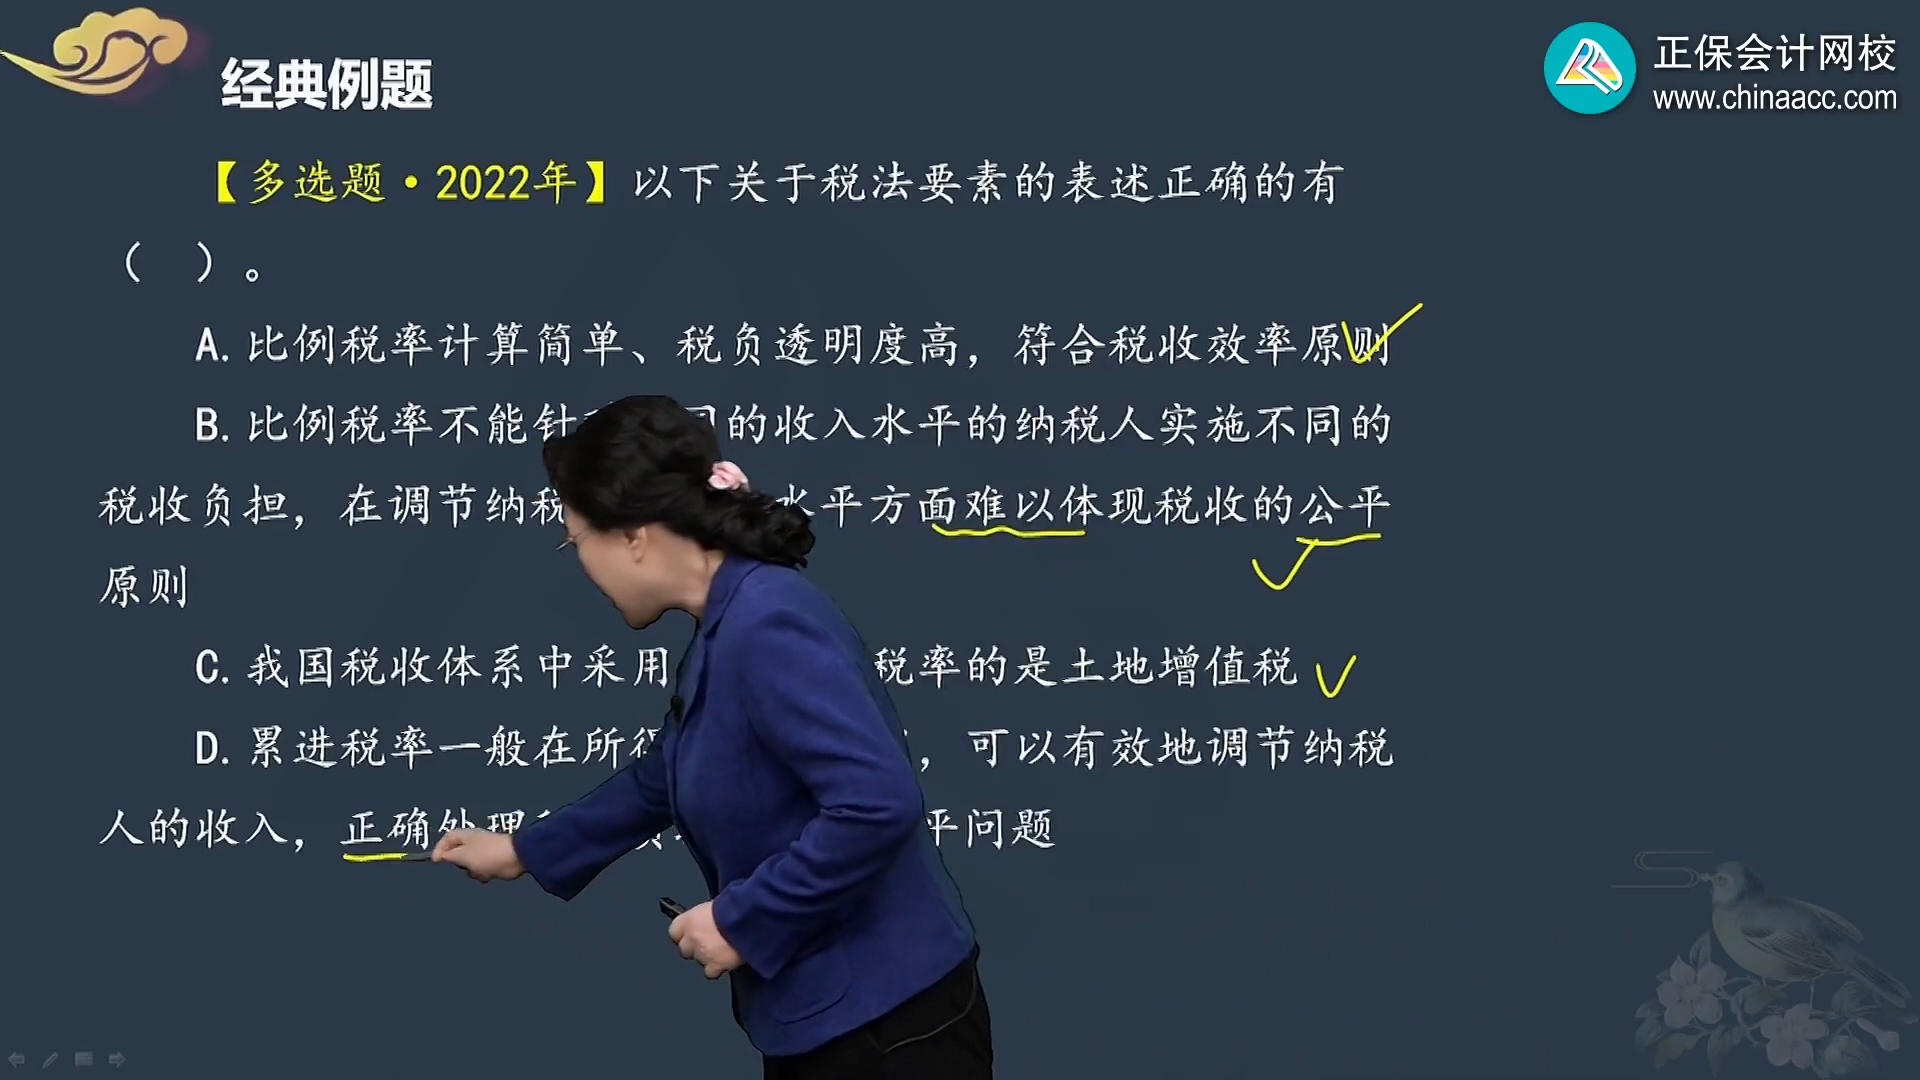 经典例题
正保会计网校
www.chinaacc.com
【多选题·2022年】以下关于税法要素的表述正确的有
（ ）。
A. 比例税率计算简单、税负透明度高，符合税收效率原则
B. 比例税率不能针 同的收入水平的纳税人实施不同的
税收负担，在调节纳税 水平方面难以体现税收的公平
原则
C. 我国税收体系中采用 税率的是土地增值税
D. 累进税率一般在所得 ，可以有效地调节纳税
人的收入，正确处理 平问题